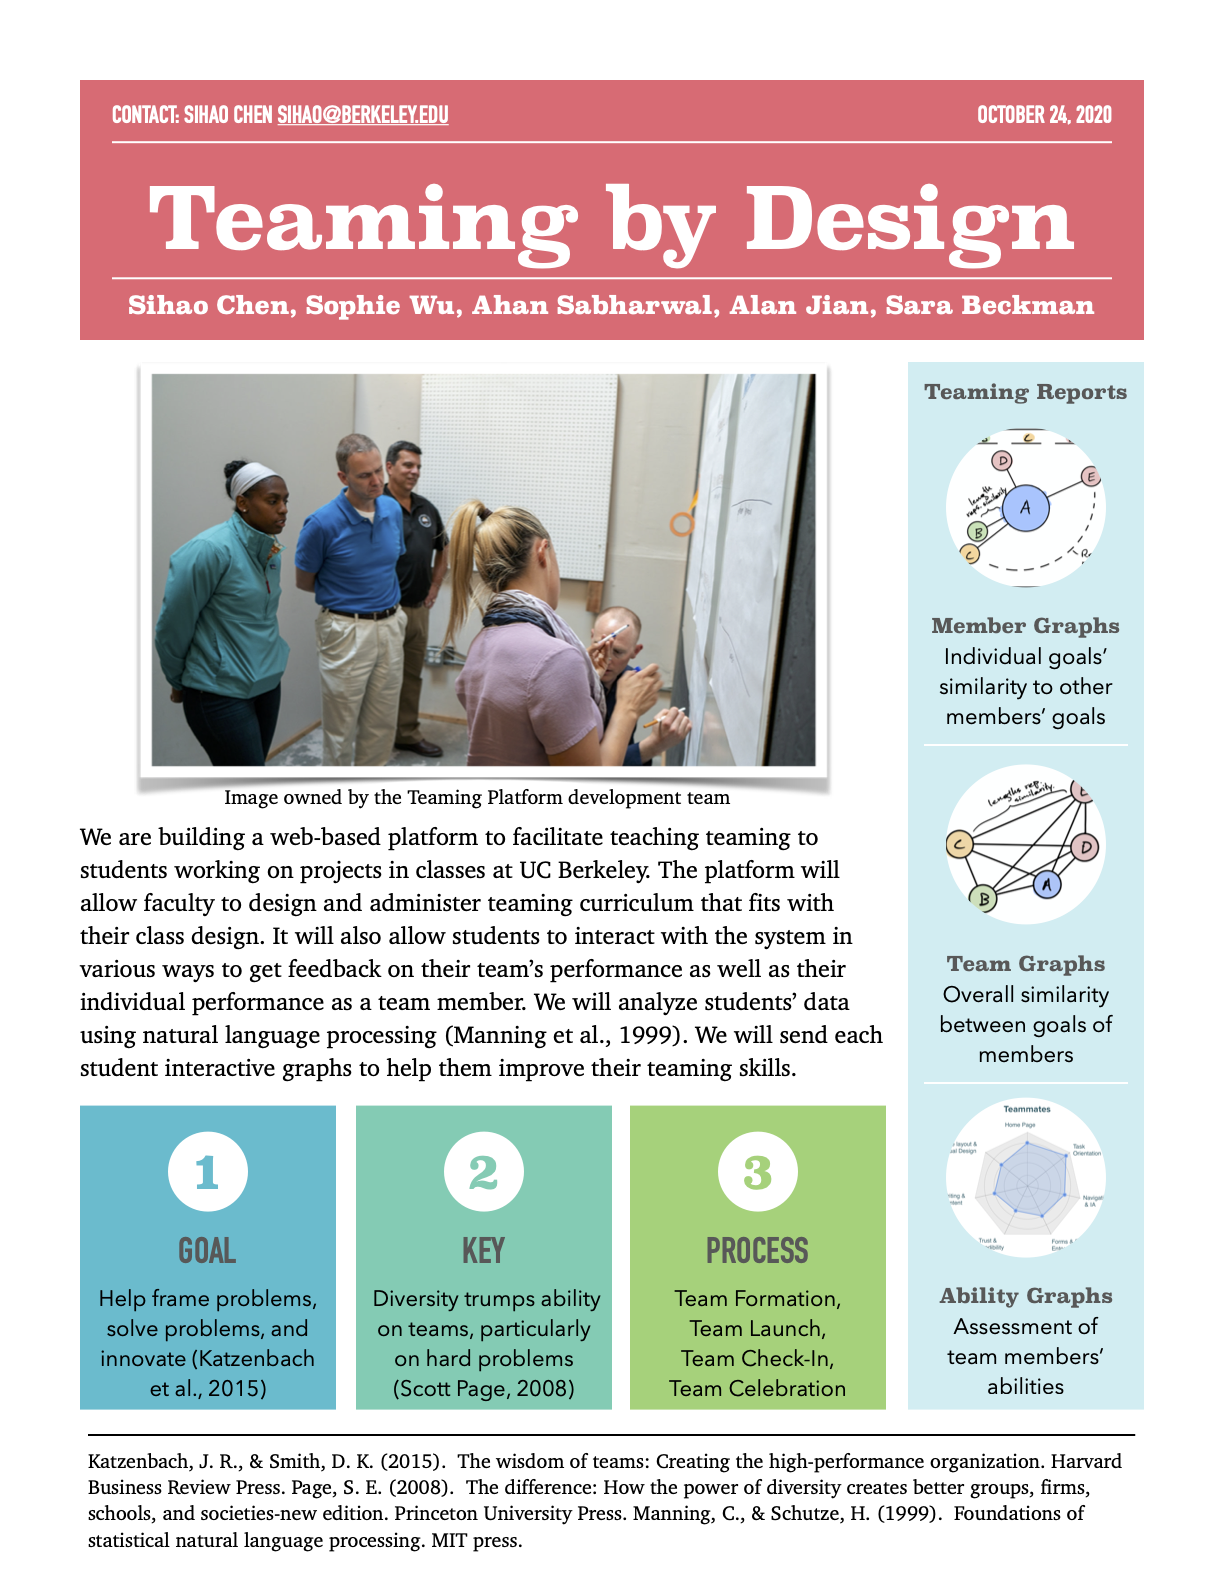 CONTACT: SIHAO CHEN SIHAO@BERKELEY.EDU
OCTOBER 24, 2020
Teaming by Design
Sihao Chen, Sophie Wu, Ahan Sabharwal, Alan Jian, Sara Beckman
Image owned by the Teaming Platform development team
We are building a web-based platform to facilitate teaching teaming to
students working on projects in classes at UC Berkeley. The platform will
allow faculty to design and administer teaming curriculum that fits with
their class design. It will also allow students to interact with the system in
various ways to get feedback on their team's performance as well as their
individual performance as a team member. We will analyze students' data
using natural language processing (Manning et al., 1999). We will send each
student interactive graphs to help them improve their teaming skills.
1
GOAL
Help frame problems,
solve problems, and
innovate (Katzenbach
et al., 2015)
2
KEY
Diversity trumps ability
on teams, particularly
on hard problems
(Scott Page, 2008)
3
PROCESS
Team Formation,
Team Launch,
Team Check-In,
Team Celebration
Teaming Reports
C
D
E
length
rep. similarity
A
B
C
Member Graphs
Individual goals'
similarity to other
members' goals
lengths rep.
similarity.
C
D
A
B
Team Graphs
Overall similarity
between goals of
members
Teammates
Home Page
layout &
Design
Task
Orientation
& IA
Trust &
Forms &
Ability Graphs
Assessment of
team members'
abilities
Katzenbach, J. R., & Smith, D. K. (2015). The wisdom of teams: Creating the high-performance organization. Harvard
Business Review Press. Page, S. E. (2008). The difference: How the power of diversity creates better groups, firms,
schools, and societies-new edition. Princeton University Press. Manning, C., & Schutze, H. (1999). Foundations of
statistical natural language processing. MIT press.